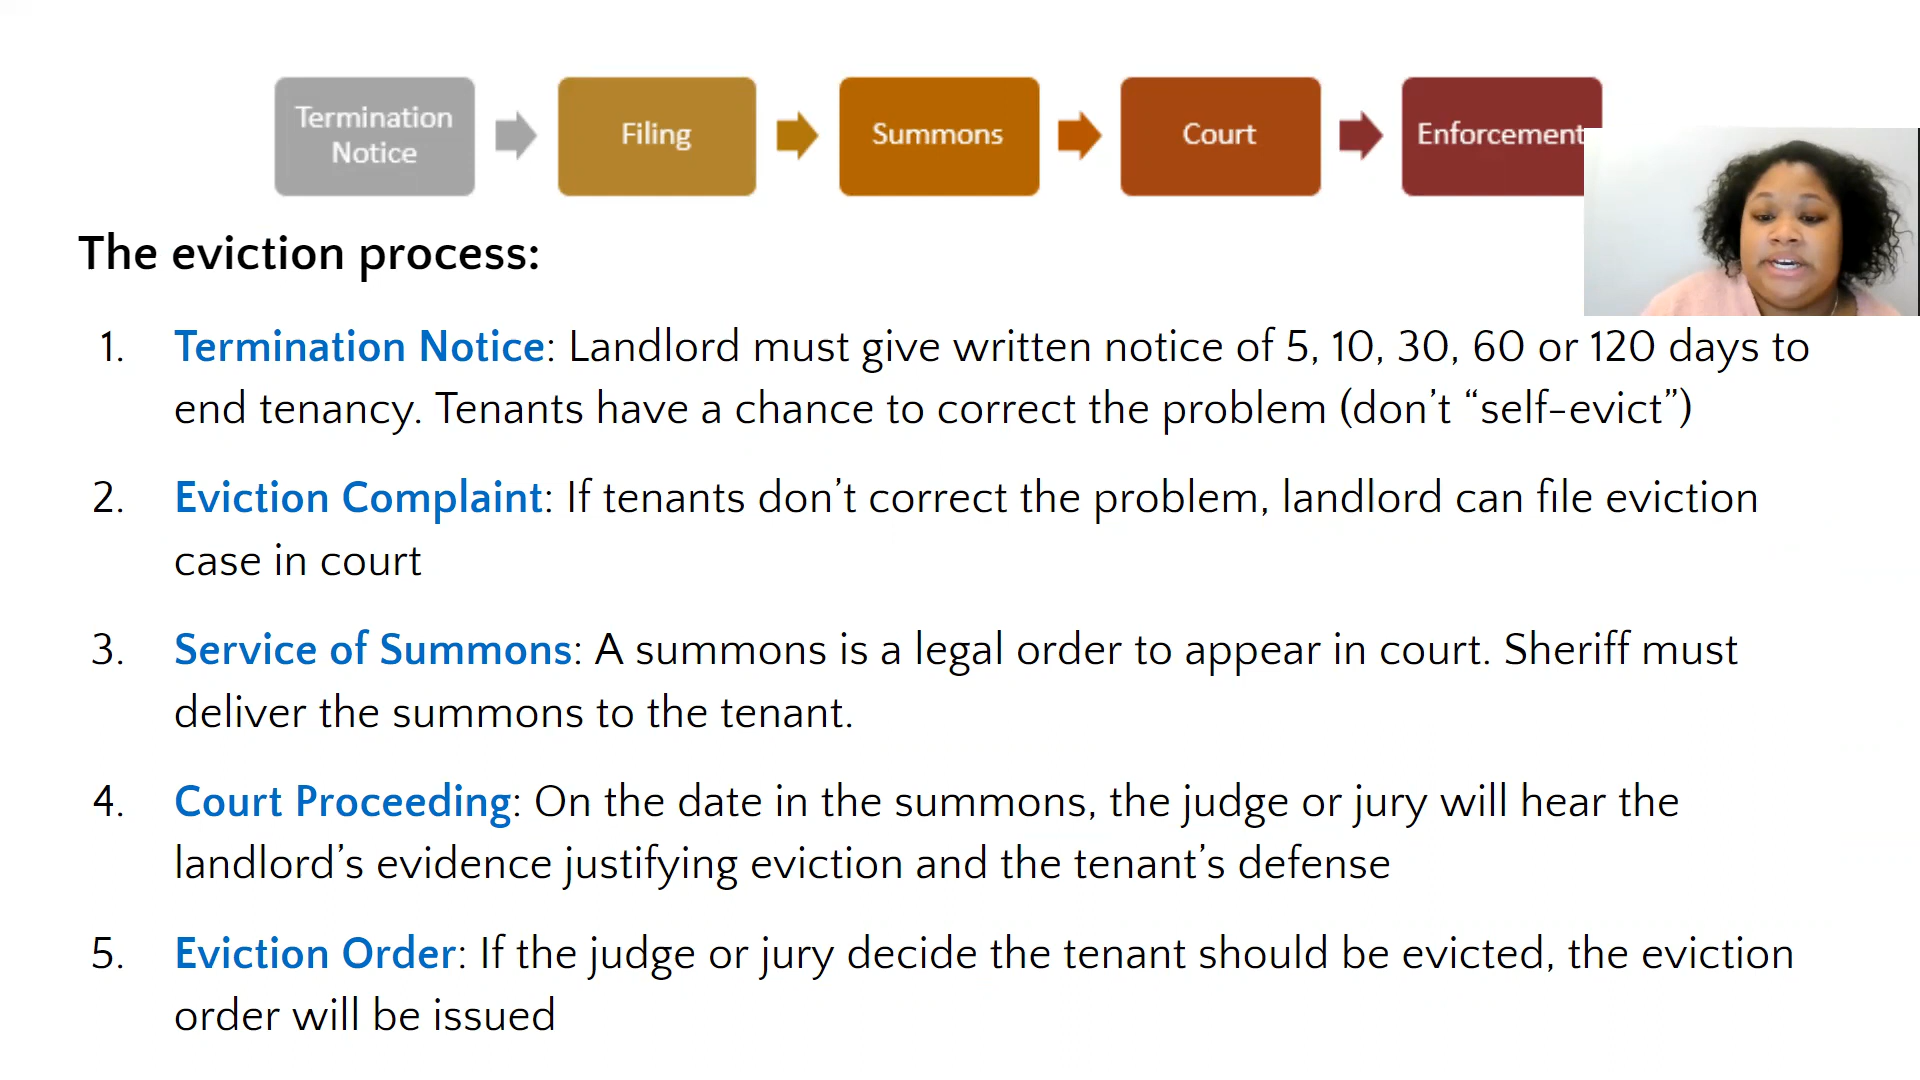 Termination
Notice
Filing
Summons
Court
Enforcement
The eviction process:
1. Termination Notice: Landlord must give written notice of 5, 10, 30, 60 or 120 days to
end tenancy. Tenants have a chance to correct the problem (don’t “self-evict”)
2. Eviction Complaint: If tenants don’t correct the problem, landlord can file eviction
case in court
3. Service of Summons: A summons is a legal order to appear in court. Sheriff must
deliver the summons to the tenant.
4. Court Proceeding: On the date in the summons, the judge or jury will hear the
landlord’s evidence justifying eviction and the tenant’s defense
5. Eviction Order: If the judge or jury decide the tenant should be evicted, the eviction
order will be issued